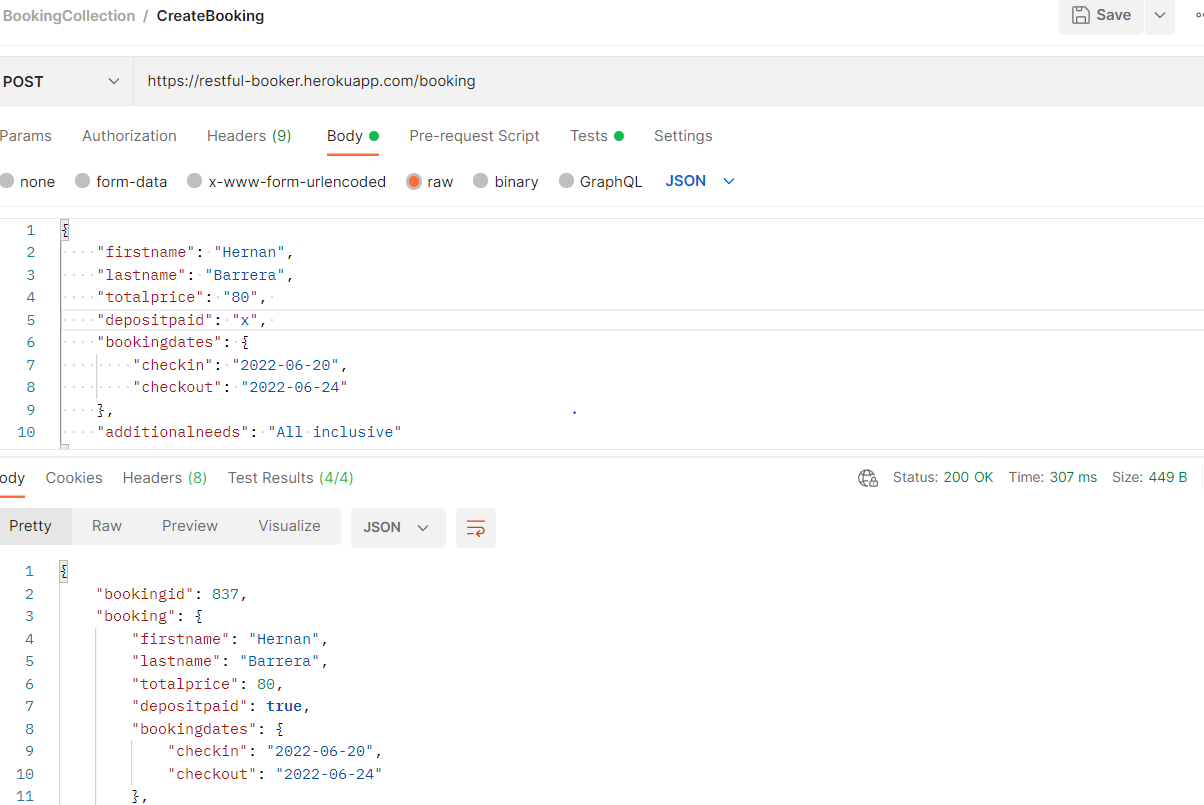 BookingCollection / CreateBooking Save
POST https://restful-booker.herokuapp.com/booking
Params Authorization Headers (9) Body Pre-request Script Tests Settings
none form-data x-www-form-urlencoded raw binary GraphQL JSON
1 {
2 "firstname": "Hernan",
3 "lastname": "Barrera",
4 "totalprice": "80",
5 "depositpaid": "x",
6 "bookingdates": {
7 "checkin": "2022-06-20",
8 "checkout": "2022-06-24"
9 },
10 "additionalneeds": "All inclusive"
ody Cookies Headers (8) Test Results (4/4) Status: 200 OK Time: 307 ms Size: 449 B
Pretty Raw Preview Visualize JSON
1 {
2 "bookingid": 837,
3 "booking": {
4 "firstname": "Hernan",
5 "lastname": "Barrera",
6 "totalprice": 80,
7 "depositpaid": true,
8 "bookingdates": {
9 "checkin": "2022-06-20",
10 "checkout": "2022-06-24"
11 },